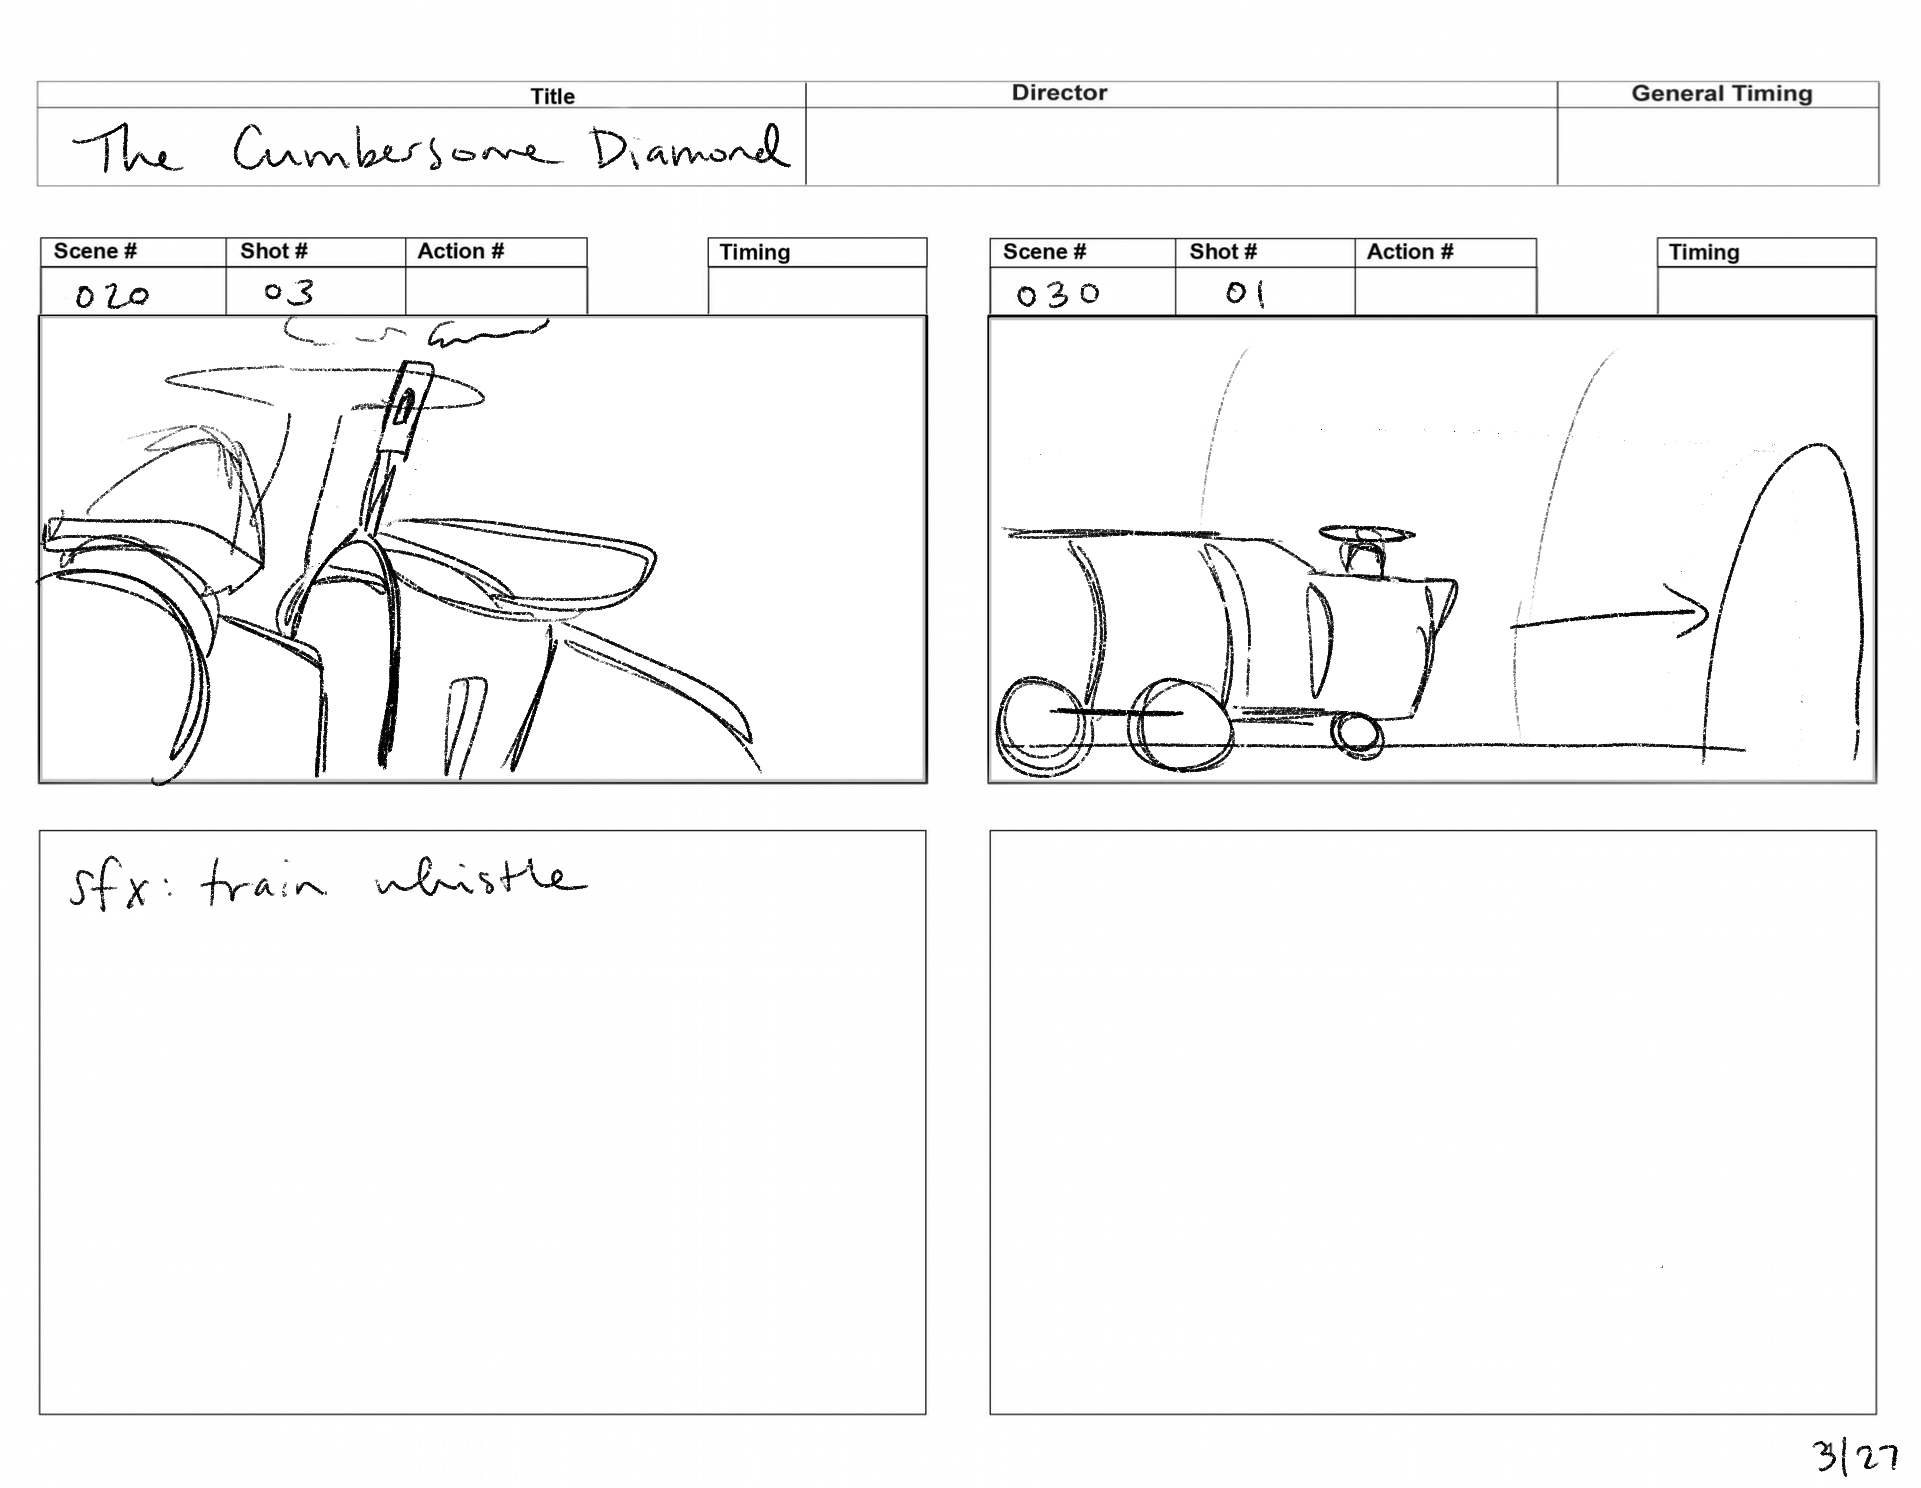 Title Director General Timing
The Cumbersome Diamond
Scene # Shot # Action # Timing
020 03
Scene # Shot # Action # Timing
030 01
sfx: train whistle
3/27